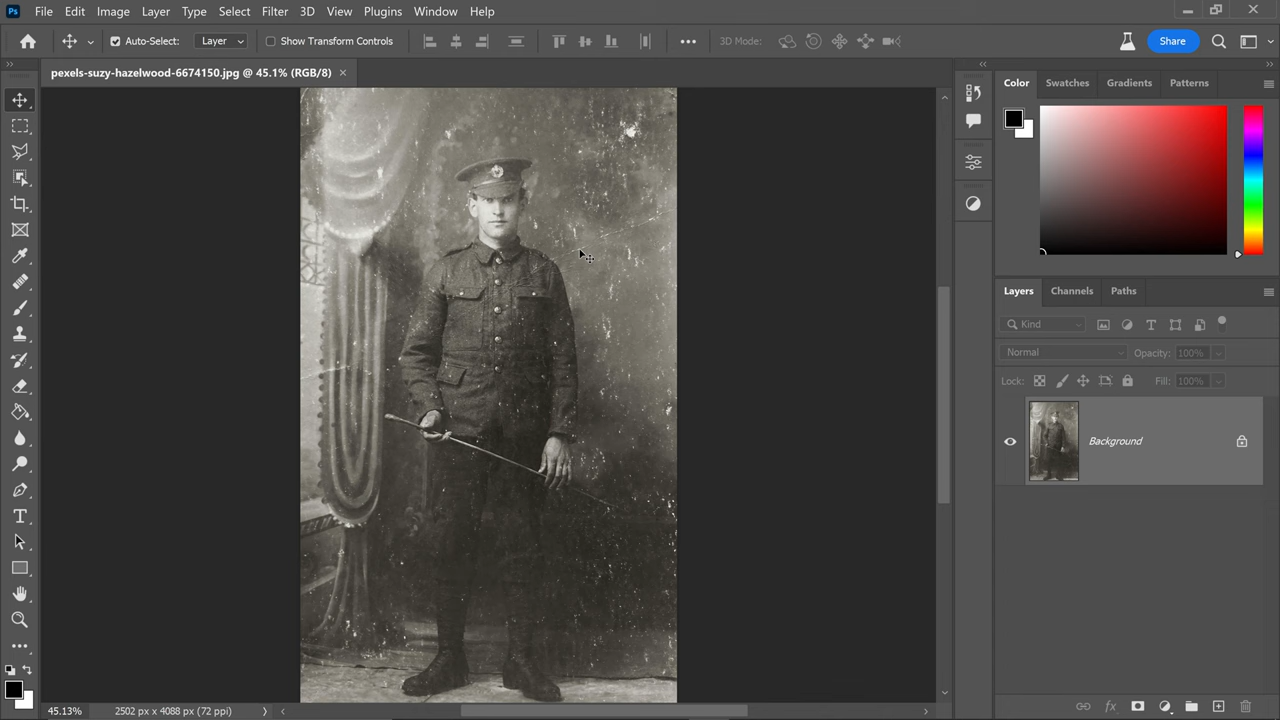 Ps File Edit Image Layer Type Select Filter 3D View Plugins Window Help
Auto-Select: Layer Show Transform Controls 3D Mode: Share
pexels-suzy-hazelwood-6674150.jpg @ 45.1% (RGB/8)
Color Swatches Gradients Patterns
Layers Channels Paths
Kind
Normal Opacity: 100%
Lock: Fill: 100%
Background
45.13% 2502 px x 4088 px (72 ppi)